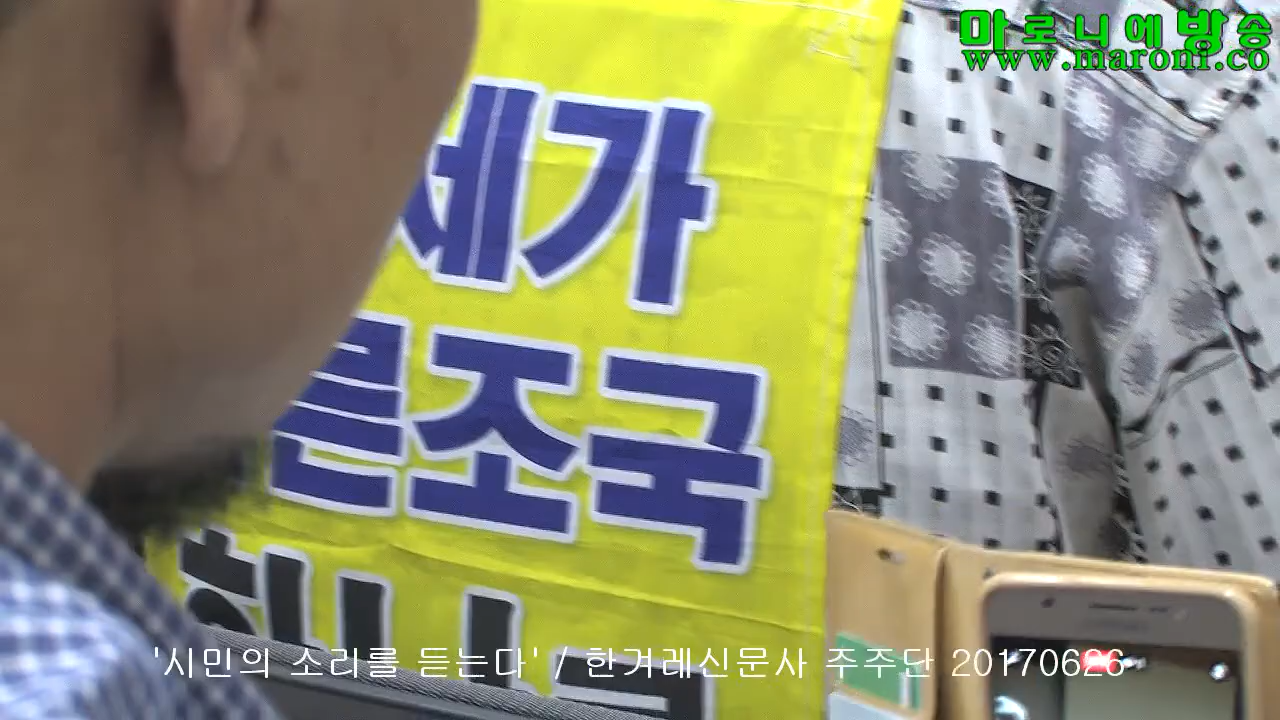 마로니에방송
www.maroni.co
세가
른조국
'시민의 소리를 듣는다' / 한겨레신문사 주주단 20170626